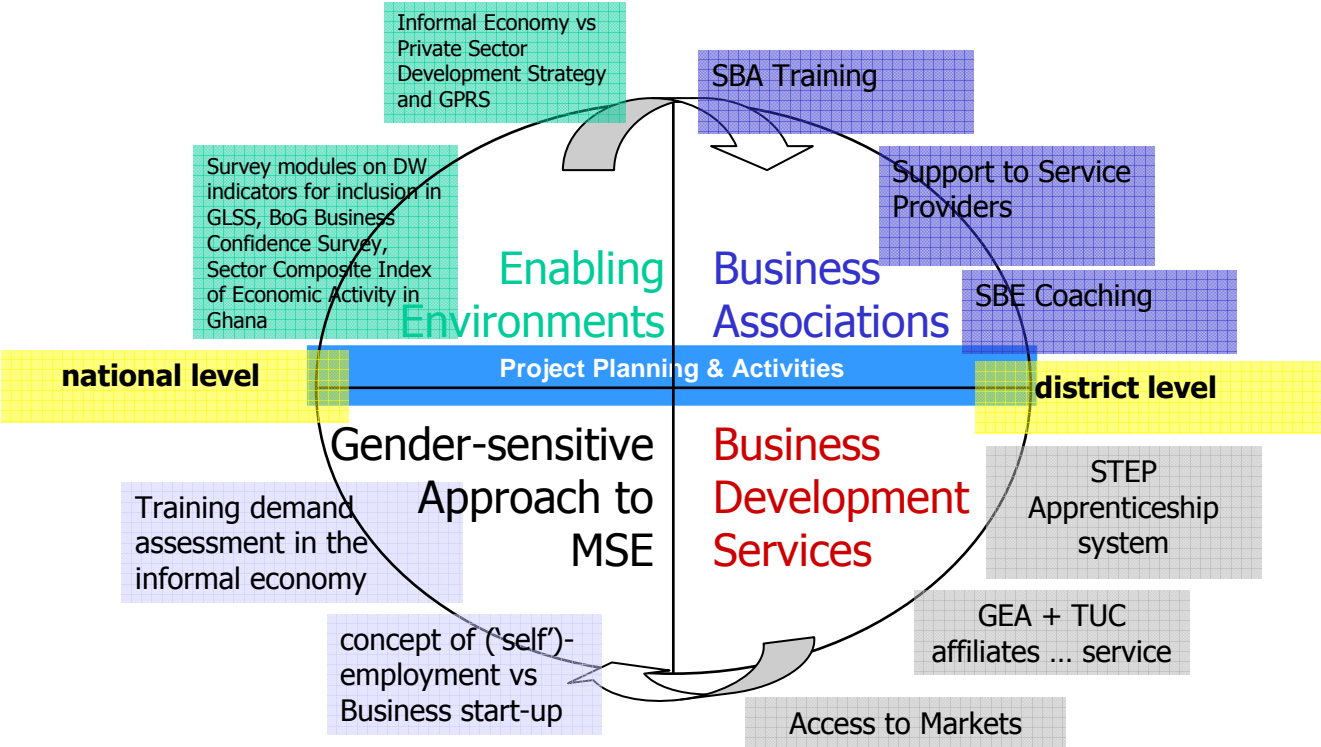 Informal Economy vs
Private Sector
Development Strategy
and GPRS
SBA Training
Survey modules on DW
indicators for inclusion in
GLSS, BoG Business
Confidence Survey,
Sector Composite Index
of Economic Activity in
Ghana
Support to Service
Providers
SBE Coaching
Enabling
Environments
Business
Associations
national level
Project Planning & Activities
district level
Gender-sensitive
Approach to
MSE
Business
Development
Services
Training demand
assessment in the
informal economy
STEP
Apprenticeship
system
concept of (‘self’)-
employment vs
Business start-up
GEA + TUC
affiliates … service
Access to Markets